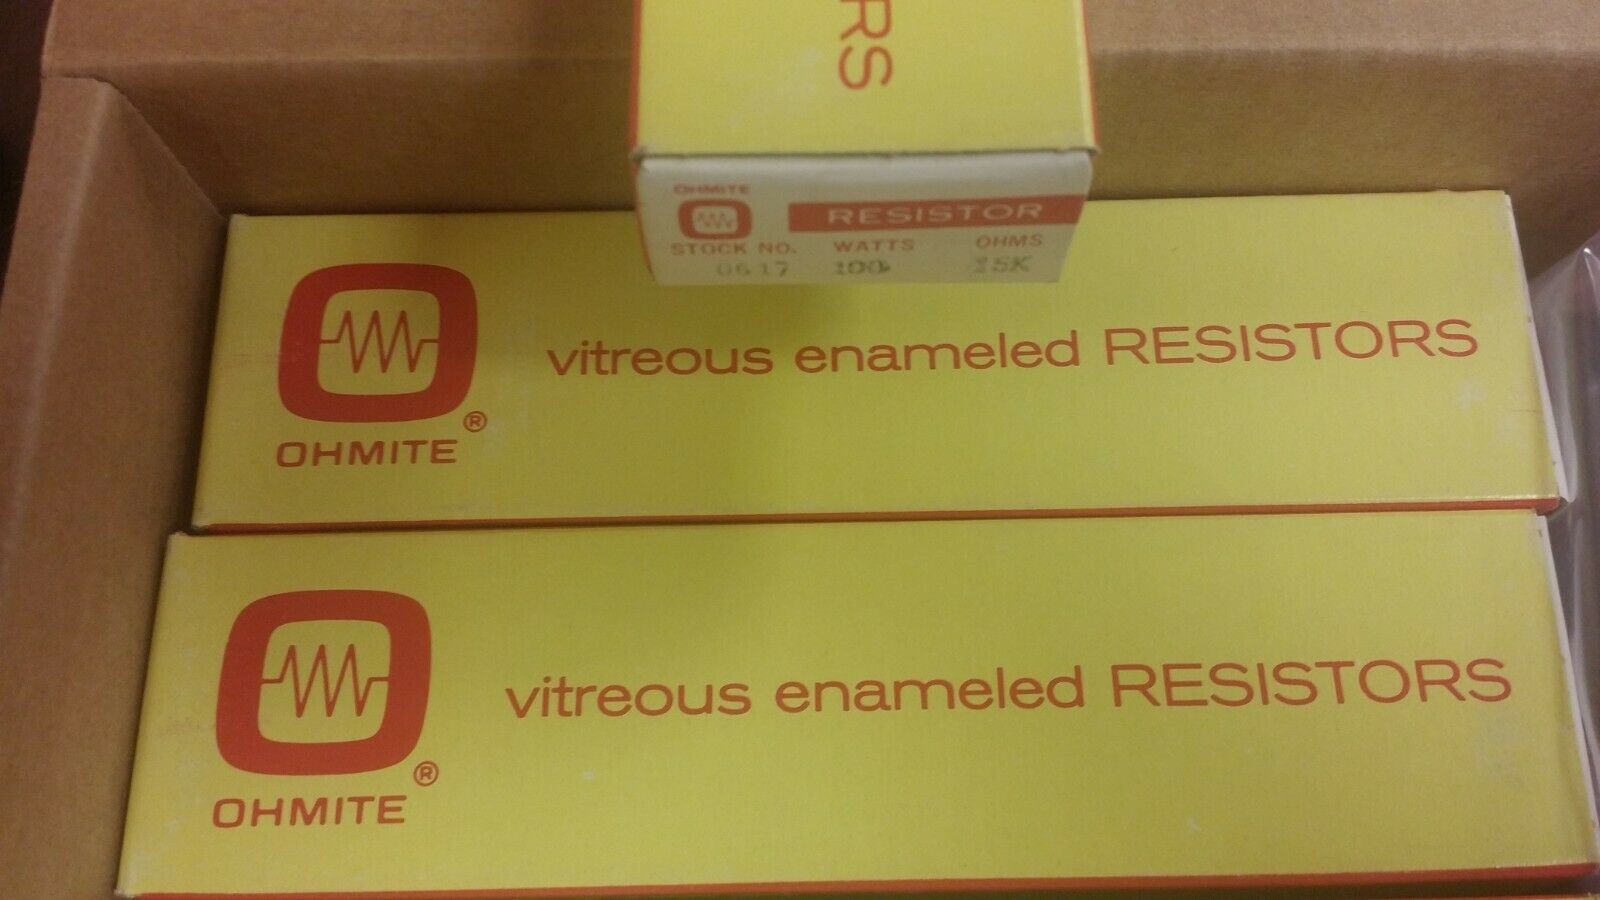 RS
OHMITE
RESISTOR
STOCK NO. WATTS OHMS
0617 100 15K
vitreous enameled RESISTORS
®
OHMITE
vitreous enameled RESISTORS
®
OHMITE